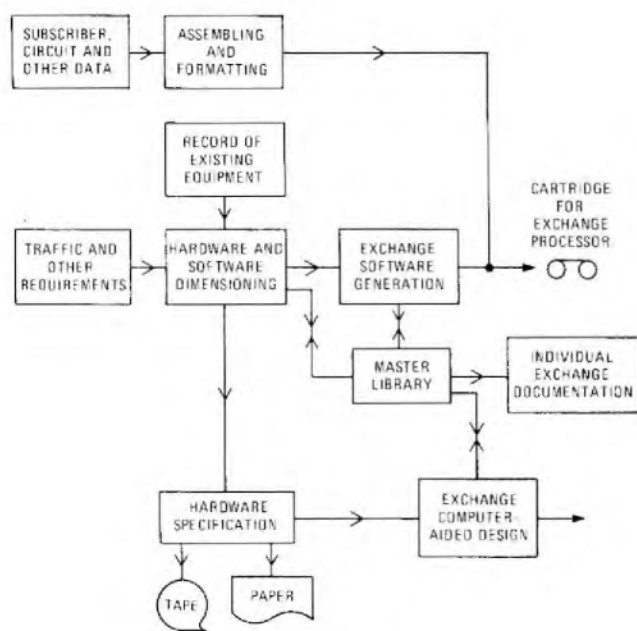 SUBSCRIBER,
CIRCUIT AND
OTHER DATA
ASSEMBLING
AND
FORMATTING
RECORD OF
EXISTING
EQUIPMENT
CARTRIDGE
FOR
EXCHANGE
PROCESSOR
TRAFFIC AND
OTHER
REQUIREMENTS
HARDWARE AND
SOFTWARE
DIMENSIONING
EXCHANGE
SOFTWARE
GENERATION
MASTER
LIBRARY
INDIVIDUAL
EXCHANGE
DOCUMENTATION
HARDWARE
SPECIFICATION
EXCHANGE
COMPUTER-
AIDED DESIGN
TAPE
PAPER